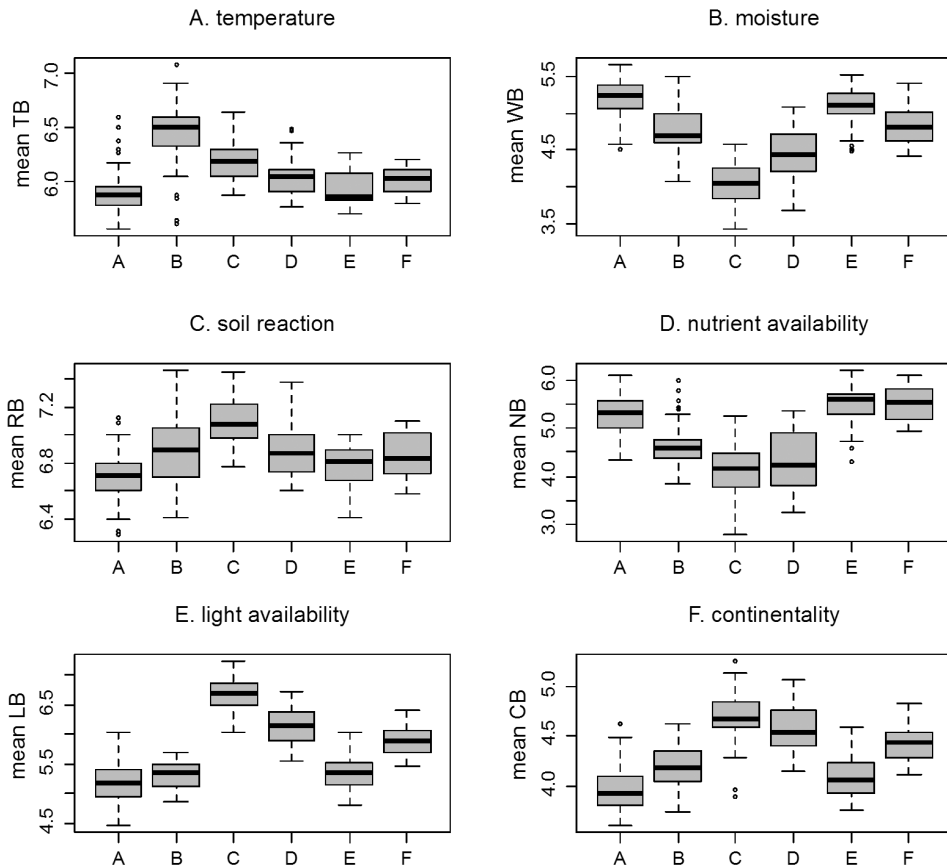 A. temperature
mean TB
7.0
6.5
6.0
A B C D E F
B. moisture
mean WB
5.5
4.5
3.5
A B C D E F
C. soil reaction
mean RB
7.2
6.8
6.4
A B C D E F
D. nutrient availability
mean NB
6.0
5.0
4.0
3.0
A B C D E F
E. light availability
mean LB
6.5
5.5
4.5
A B C D E F
F. continentality
mean CB
5.0
4.5
4.0
A B C D E F